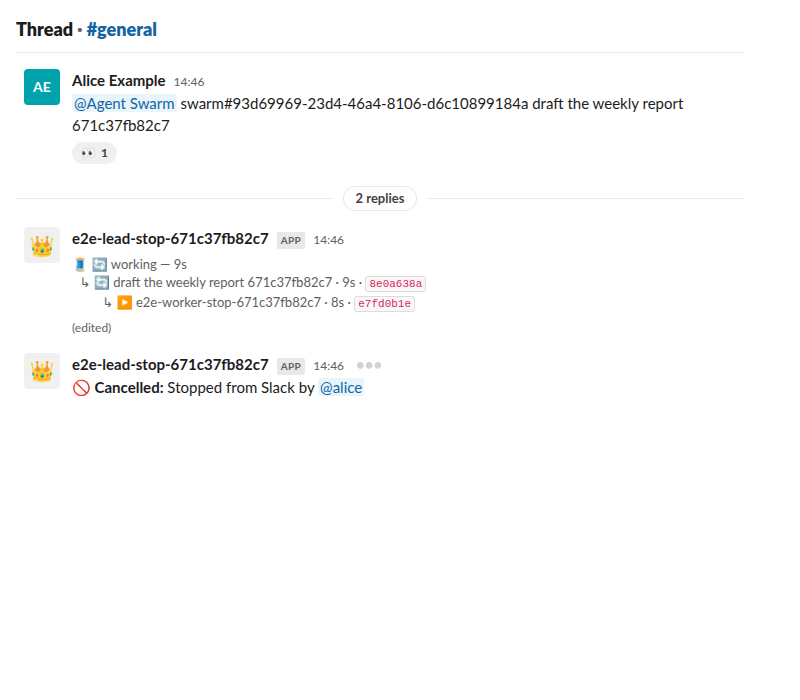 Thread • #general
AE
Alice Example 14:46
@Agent Swarm swarm#93d69969-23d4-46a4-8106-d6c10899184a draft the weekly report
671c37fb82c7
👀 1
2 replies
e2e-lead-stop-671c37fb82c7 APP 14:46
🧵 🔄 working — 9s
↳ 🔄 draft the weekly report 671c37fb82c7 · 9s · 8e0a638a
↳ ▶️ e2e-worker-stop-671c37fb82c7 · 8s · e7fd0b1e
(edited)
e2e-lead-stop-671c37fb82c7 APP 14:46
🚫 Cancelled: Stopped from Slack by @alice